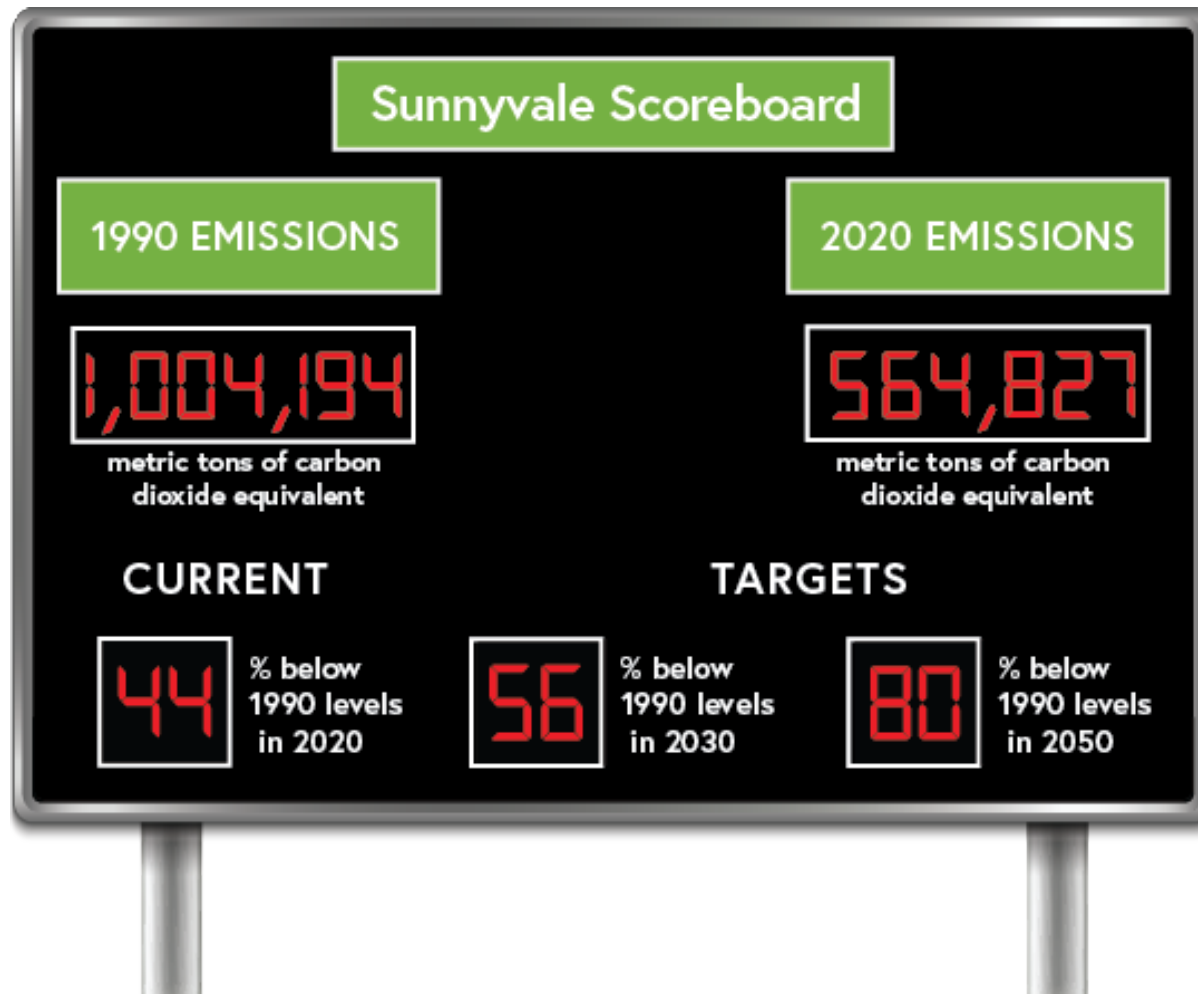 Sunnyvale Scoreboard
1990 EMISSIONS
2020 EMISSIONS
1,004,194
metric tons of carbon
dioxide equivalent
564,827
metric tons of carbon
dioxide equivalent
CURRENT
TARGETS
44
% below
1990 levels
in 2020
56
% below
1990 levels
in 2030
80
% below
1990 levels
in 2050